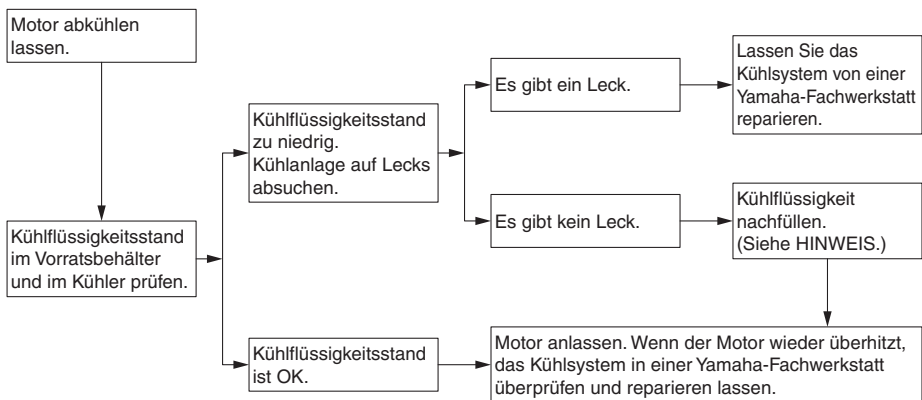 Motor abkühlen
lassen.
Kühlflüssigkeitsstand
im Vorratsbehälter
und im Kühler prüfen.
Kühlflüssigkeitsstand
zu niedrig.
Kühlanlage auf Lecks
absuchen.
Es gibt ein Leck.
Lassen Sie das
Kühlsystem von einer
Yamaha-Fachwerkstatt
reparieren.
Es gibt kein Leck.
Kühlflüssigkeit
nachfüllen.
(Siehe HINWEIS.)
Kühlflüssigkeitsstand
ist OK.
Motor anlassen. Wenn der Motor wieder überhitzt,
das Kühlsystem in einer Yamaha-Fachwerkstatt
überprüfen und reparieren lassen.